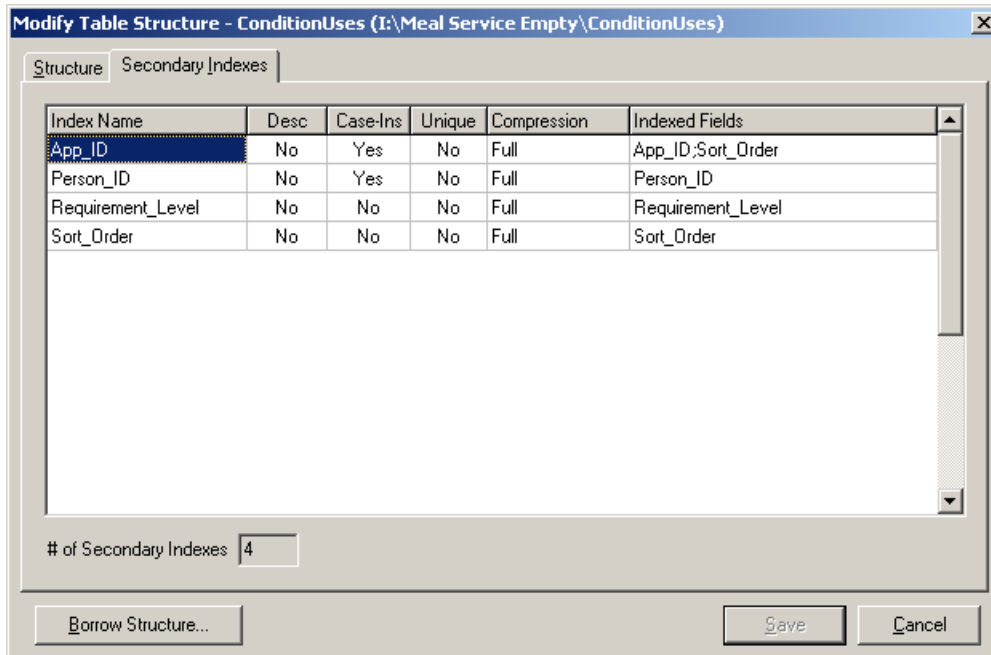 Modify Table Structure - ConditionUses (I:\Meal Service Empty\ConditionUses)
Structure Secondary Indexes
Index Name Desc Case-Ins Unique Compression Indexed Fields
App_ID No Yes No Full App_ID;Sort_Order
Person_ID No Yes No Full Person_ID
Requirement_Level No No No Full Requirement_Level
Sort_Order No No No Full Sort_Order
# of Secondary Indexes 4
Borrow Structure... Save Cancel